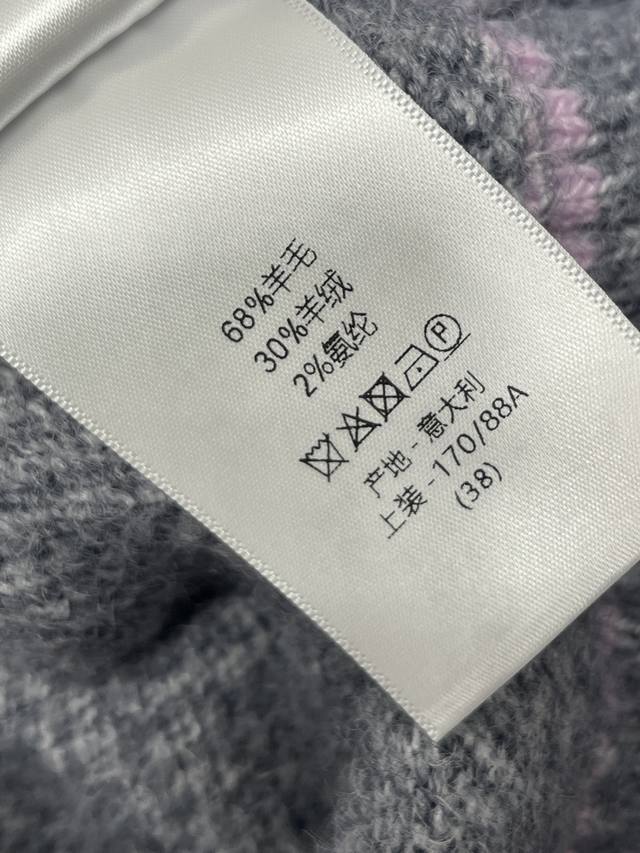 68%羊毛
30%羊绒
2%氨纶
P
产地 - 意大利
上装 -170/88A
(38)